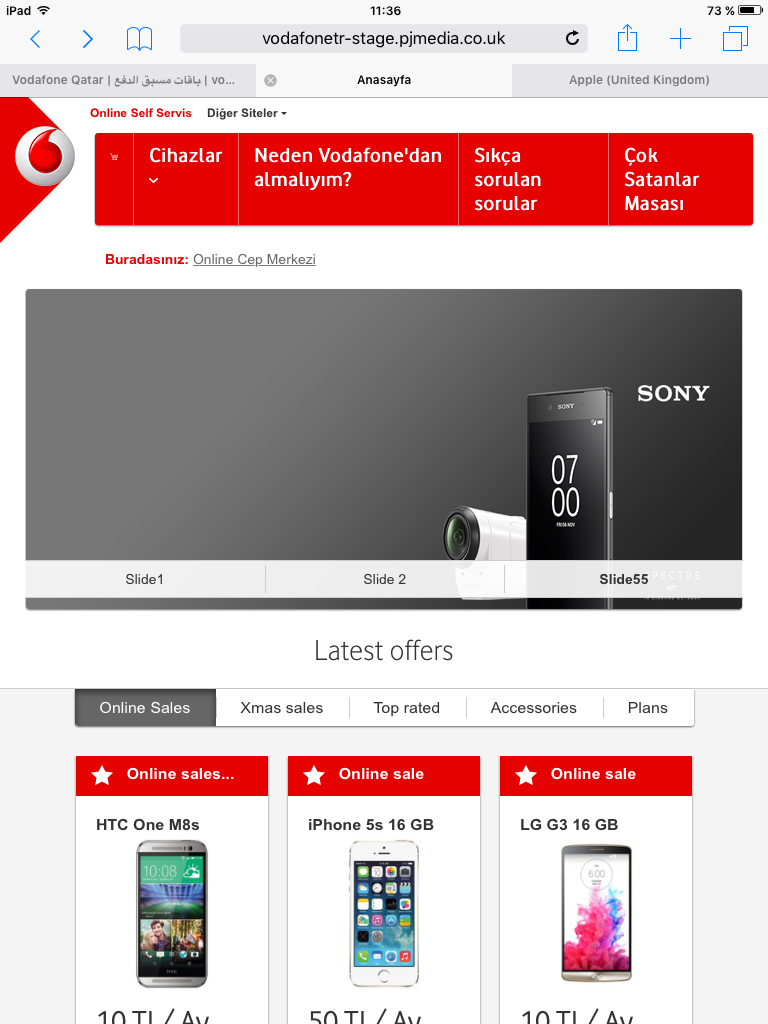 iPad 11:36 73 %
vodafonetr-stage.pjmedia.co.uk
Vodafone Qatar | باقات مسبق الدفع | vo... Anasayfa Apple (United Kingdom)
Online Self Servis Diğer Siteler
Cihazlar
Neden Vodafone'dan
almalıyım?
Sıkça
sorulan
sorular
Çok
Satanlar
Masası
Buradasınız: Online Cep Merkezi
SONY
SONY
07
00
FRI 06 NOV
Slide1 Slide 2 Slide55
Latest offers
Online Sales Xmas sales Top rated Accessories Plans
Online sales... Online sale Online sale
HTC One M8s iPhone 5s 16 GB LG G3 16 GB
10:08
6:00
htc
10 TL/ Ay 50 TL/ Ay 10 TL/ Ay